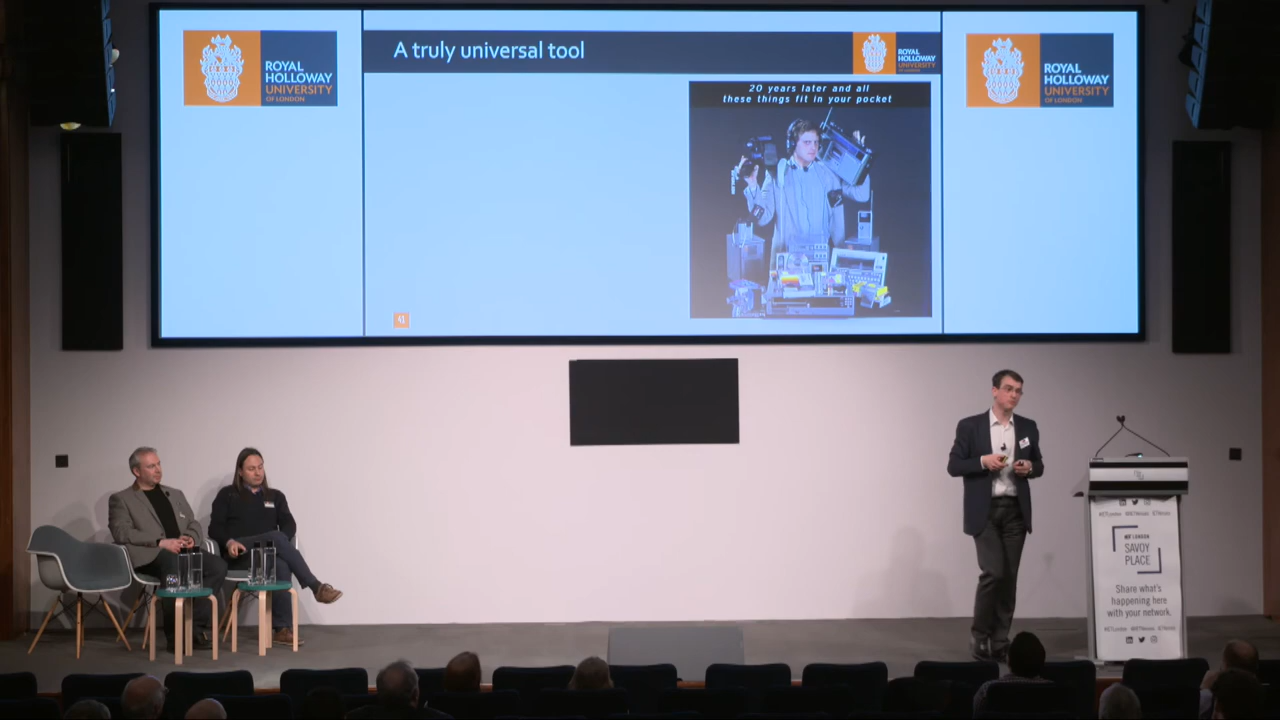 ROYAL
HOLLOWAY
UNIVERSITY
OF LONDON
A truly universal tool
ROYAL
HOLLOWAY
UNIVERSITY
OF LONDON
20 years later and all
these things fit in your pocket
41
ROYAL
HOLLOWAY
UNIVERSITY
OF LONDON
LONDON
SAVOY
PLACE
Share what's
happening here
with your network.